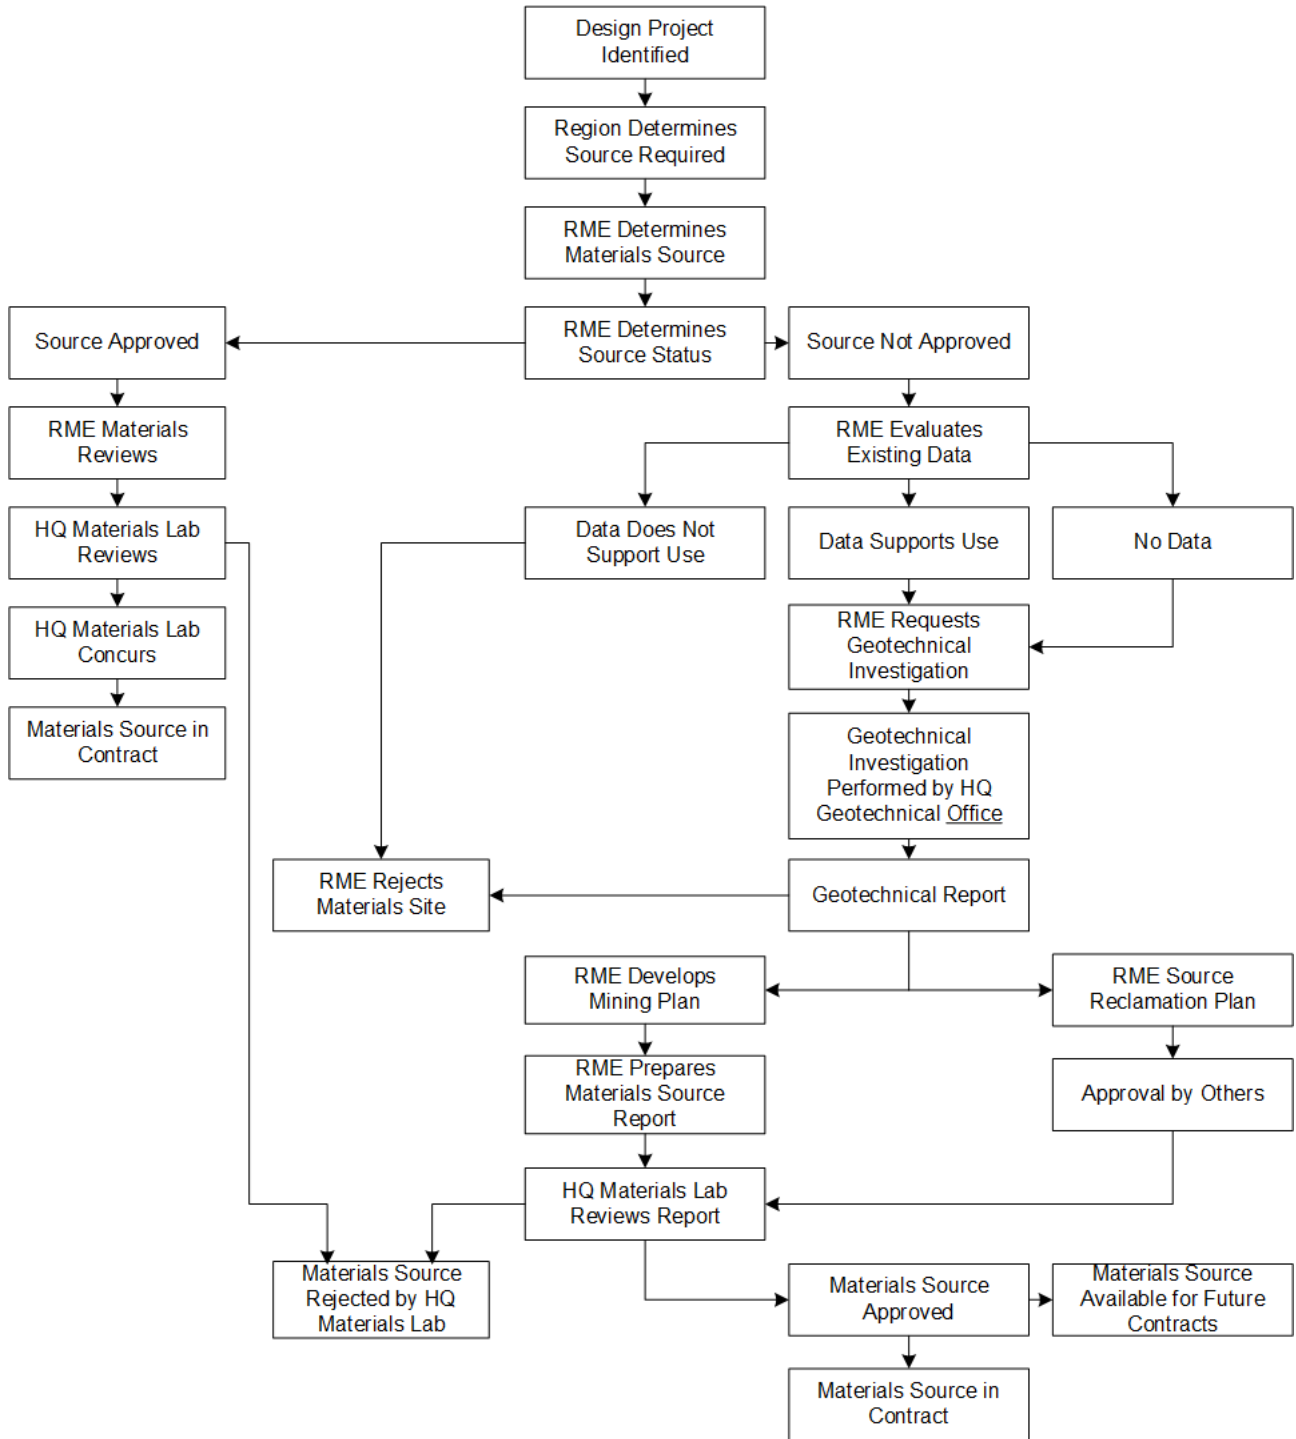 Design Project
Identified
Region Determines
Source Required
RME Determines
Materials Source
Source Approved
RME Determines
Source Status
Source Not Approved
RME Materials
Reviews
RME Evaluates
Existing Data
HQ Materials Lab
Reviews
Data Does Not
Support Use
Data Supports Use
No Data
HQ Materials Lab
Concurs
RME Requests
Geotechnical
Investigation
Materials Source in
Contract
Geotechnical
Investigation
Performed by HQ
Geotechnical Office
RME Rejects
Materials Site
Geotechnical Report
RME Develops
Mining Plan
RME Source
Reclamation Plan
RME Prepares
Materials Source
Report
Approval by Others
HQ Materials Lab
Reviews Report
Materials Source
Rejected by HQ
Materials Lab
Materials Source
Approved
Materials Source
Available for Future
Contracts
Materials Source in
Contract